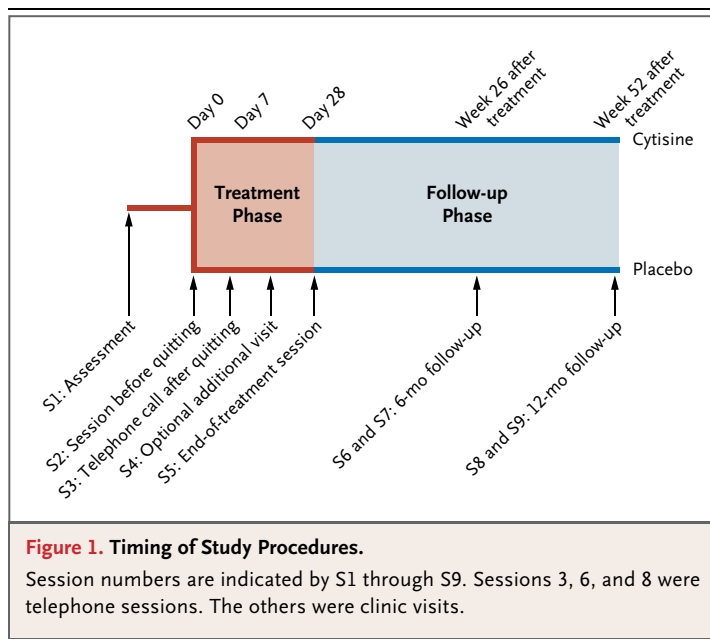 Day 0
Day 7
Day 28
Week 26 after
treatment
Week 52 after
treatment
Cytisine
Treatment
Phase
Follow-up
Phase
Placebo
S1: Assessment
S2: Session before quitting
S3: Telephone call after quitting
S4: Optional additional visit
S5: End-of-treatment session
S6 and S7: 6-mo follow-up
S8 and S9: 12-mo follow-up
Figure 1. Timing of Study Procedures.
Session numbers are indicated by S1 through S9. Sessions 3, 6, and 8 were
telephone sessions. The others were clinic visits.